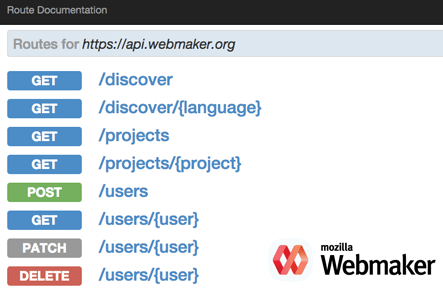 Route Documentation
Routes for https://api.webmaker.org
GET /discover
GET /discover/{language}
GET /projects
GET /projects/{project}
POST /users
GET /users/{user}
PATCH /users/{user}
DELETE /users/{user}
mozilla
Webmaker